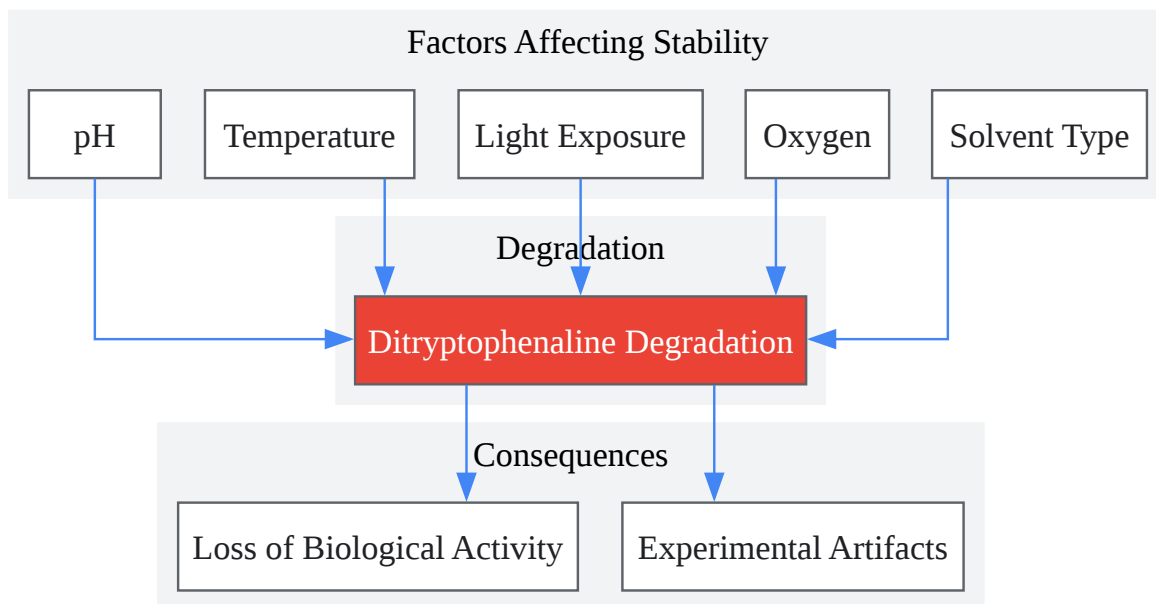 Factors Affecting Stability
pH
Temperature
Light Exposure
Oxygen
Solvent Type
Degradation
Ditryptophenaline Degradation
Consequences
Loss of Biological Activity
Experimental Artifacts